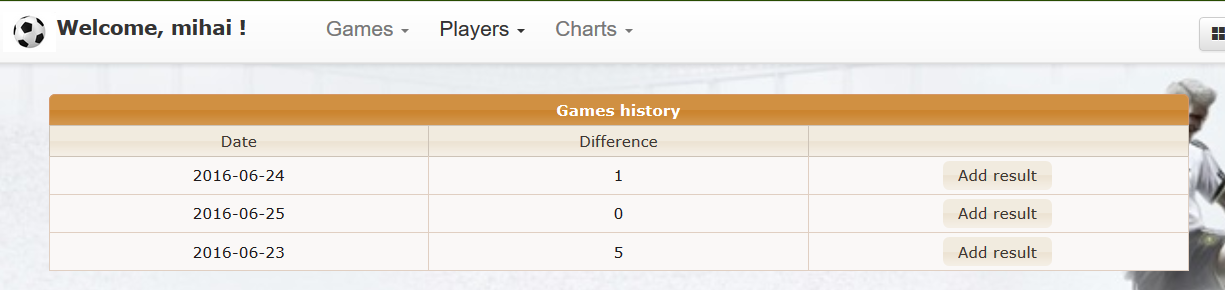 Welcome, mihai !
Games Players Charts
Games history
Date Difference
2016-06-24 1 Add result
2016-06-25 0 Add result
2016-06-23 5 Add result